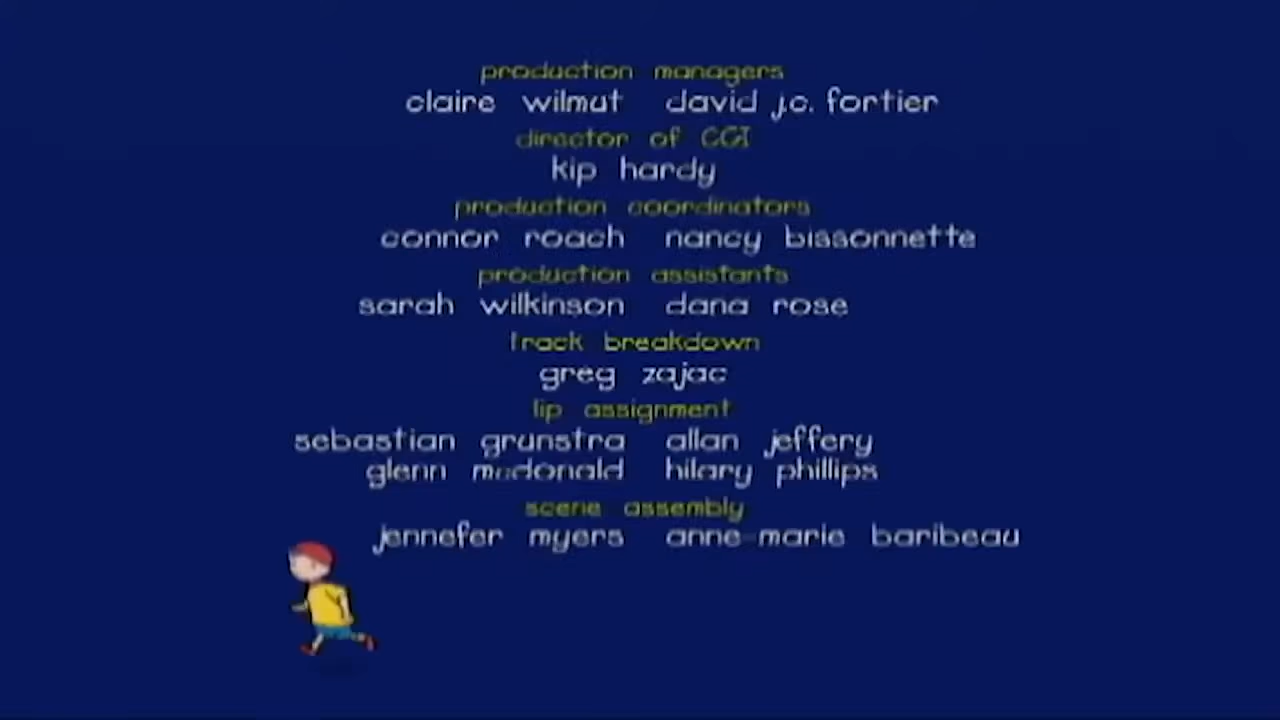 production managers
claire wilmut david j.c. fortier
director of CGI
kip hardy
production coordinators
connor roach nancy bissonnette
production assistants
sarah wilkinson dana rose
track breakdown
greg zajac
lip assignment
sebastian grunstra allan jeffery
glenn mcdonald hilary phillips
scene assembly
jennefer myers anne-marie baribeau